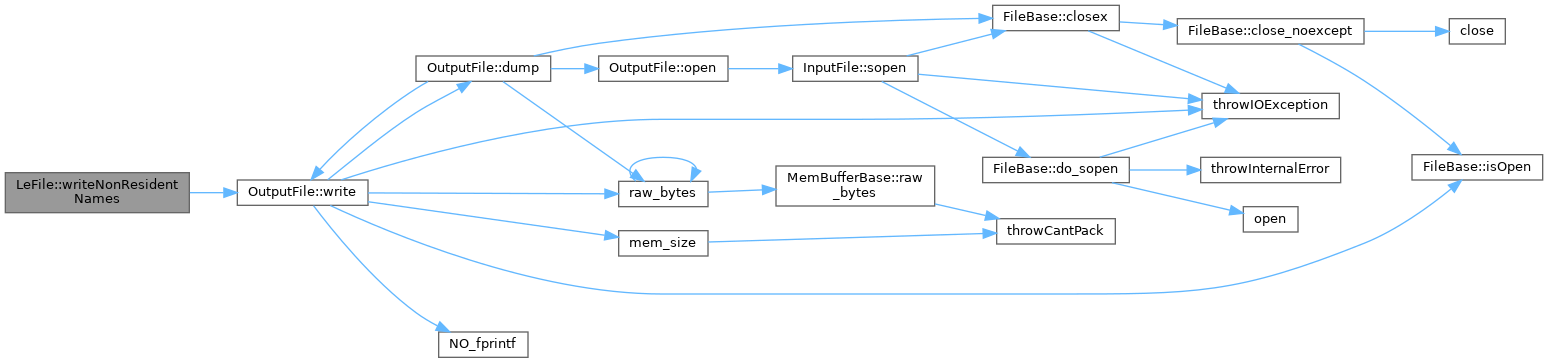 LeFile::writeNonResident
Names
OutputFile::write
OutputFile::dump
OutputFile::open
raw_bytes
mem_size
NO_fprintf
InputFile::sopen
MemBufferBase::raw
_bytes
FileBase::closex
FileBase::do_sopen
throwCantPack
FileBase::close_noexcept
throwIOException
throwInternalError
open
close
FileBase::isOpen